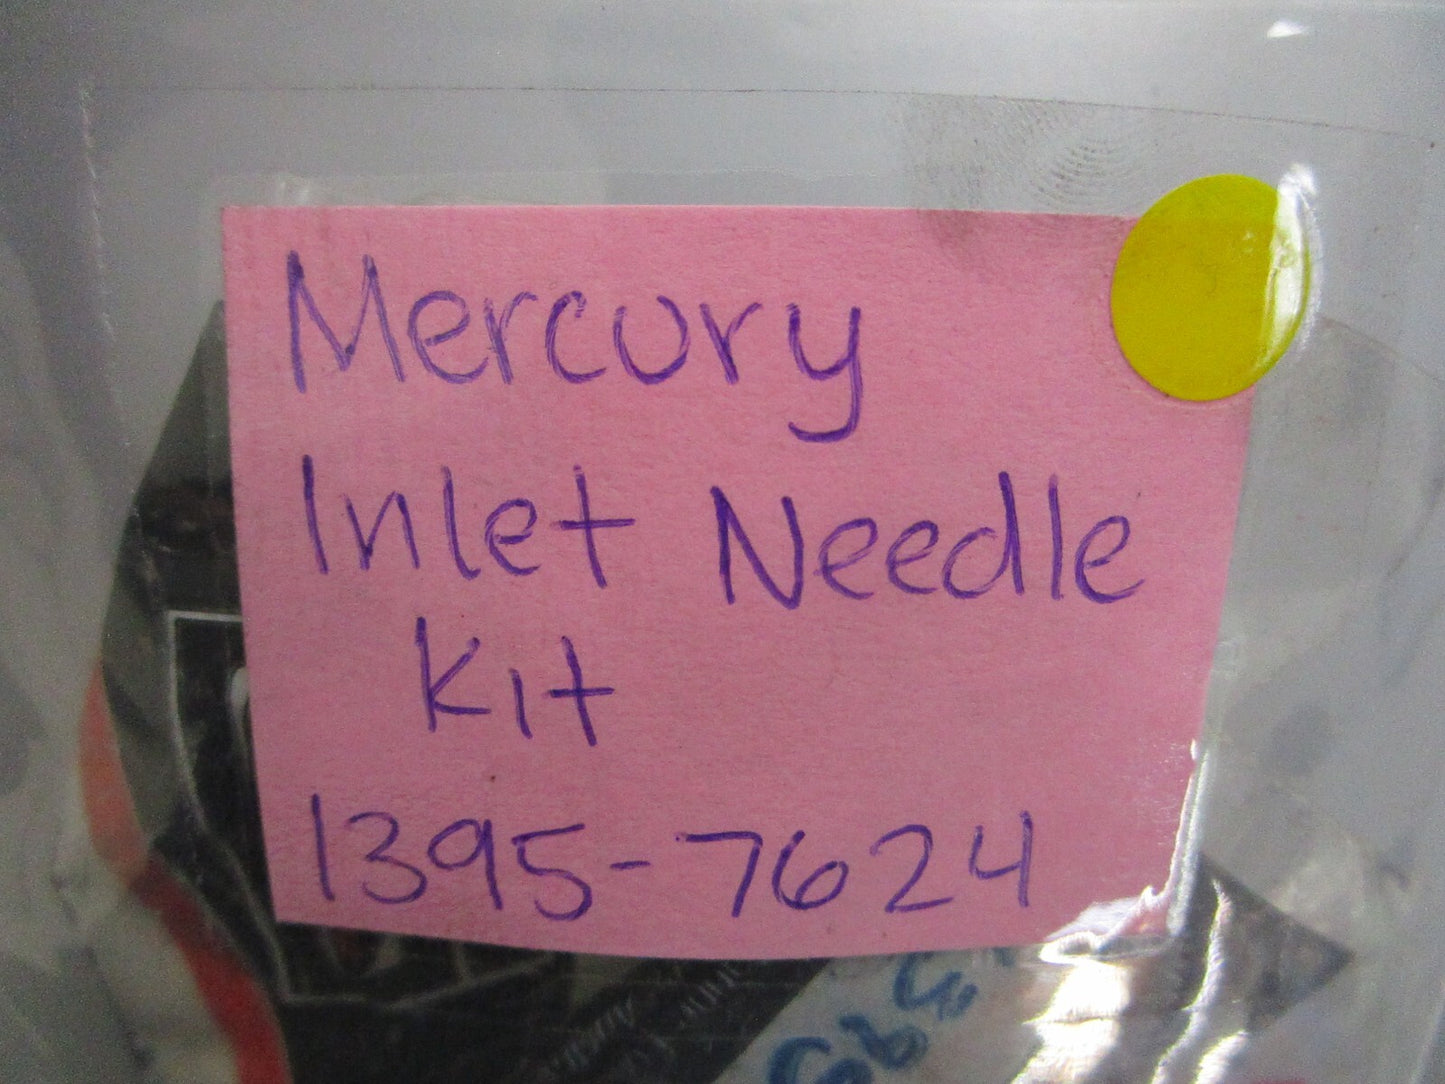 Mercury
Inlet Needle
Kit
1395-7624